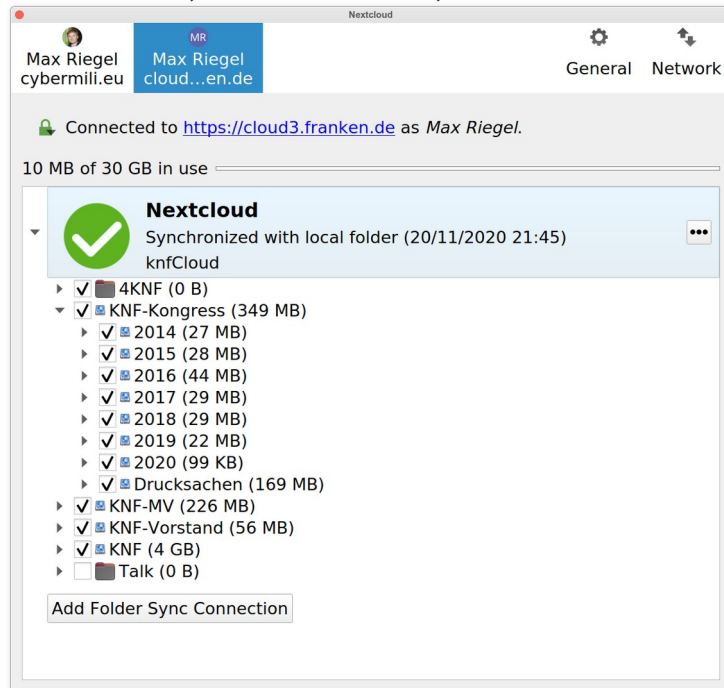 Nextcloud
MR
Max Riegel
cybermili.eu
Max Riegel
cloud...en.de
General
Network
Connected to https://cloud3.franken.de as Max Riegel.
10 MB of 30 GB in use
Nextcloud
Synchronized with local folder (20/11/2020 21:45)
knfCloud
4KNF (0 B)
KNF-Kongress (349 MB)
2014 (27 MB)
2015 (28 MB)
2016 (44 MB)
2017 (29 MB)
2018 (29 MB)
2019 (22 MB)
2020 (99 KB)
Drucksachen (169 MB)
KNF-MV (226 MB)
KNF-Vorstand (56 MB)
KNF (4 GB)
Talk (0 B)
Add Folder Sync Connection